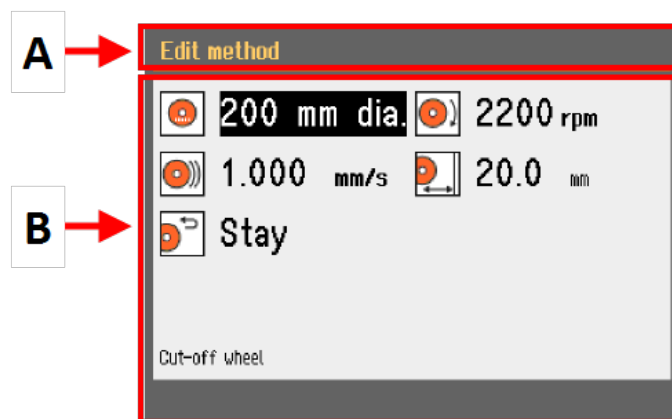 A
Edit method
200 mm dia. 2200 rpm
1.000 mm/s 20.0 mm
B
Stay
Cut-off wheel